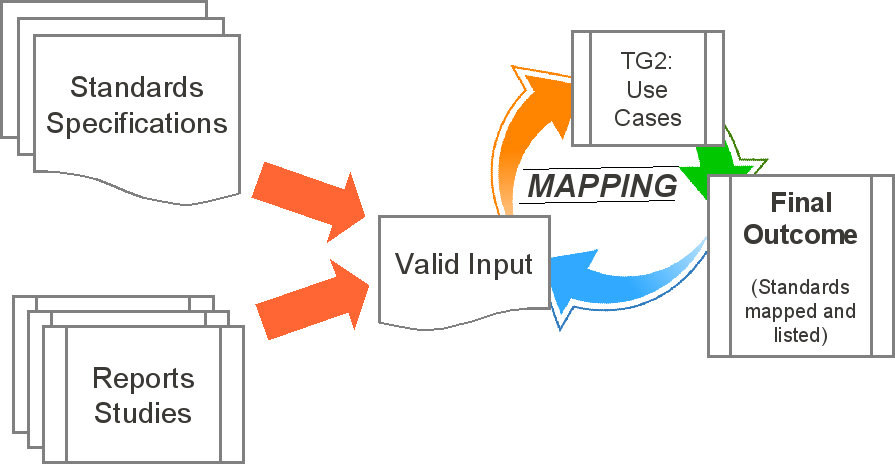 Standards
Specifications
Reports
Studies
Valid Input
MAPPING
TG2:
Use
Cases
Final
Outcome
(Standards
mapped and
listed)